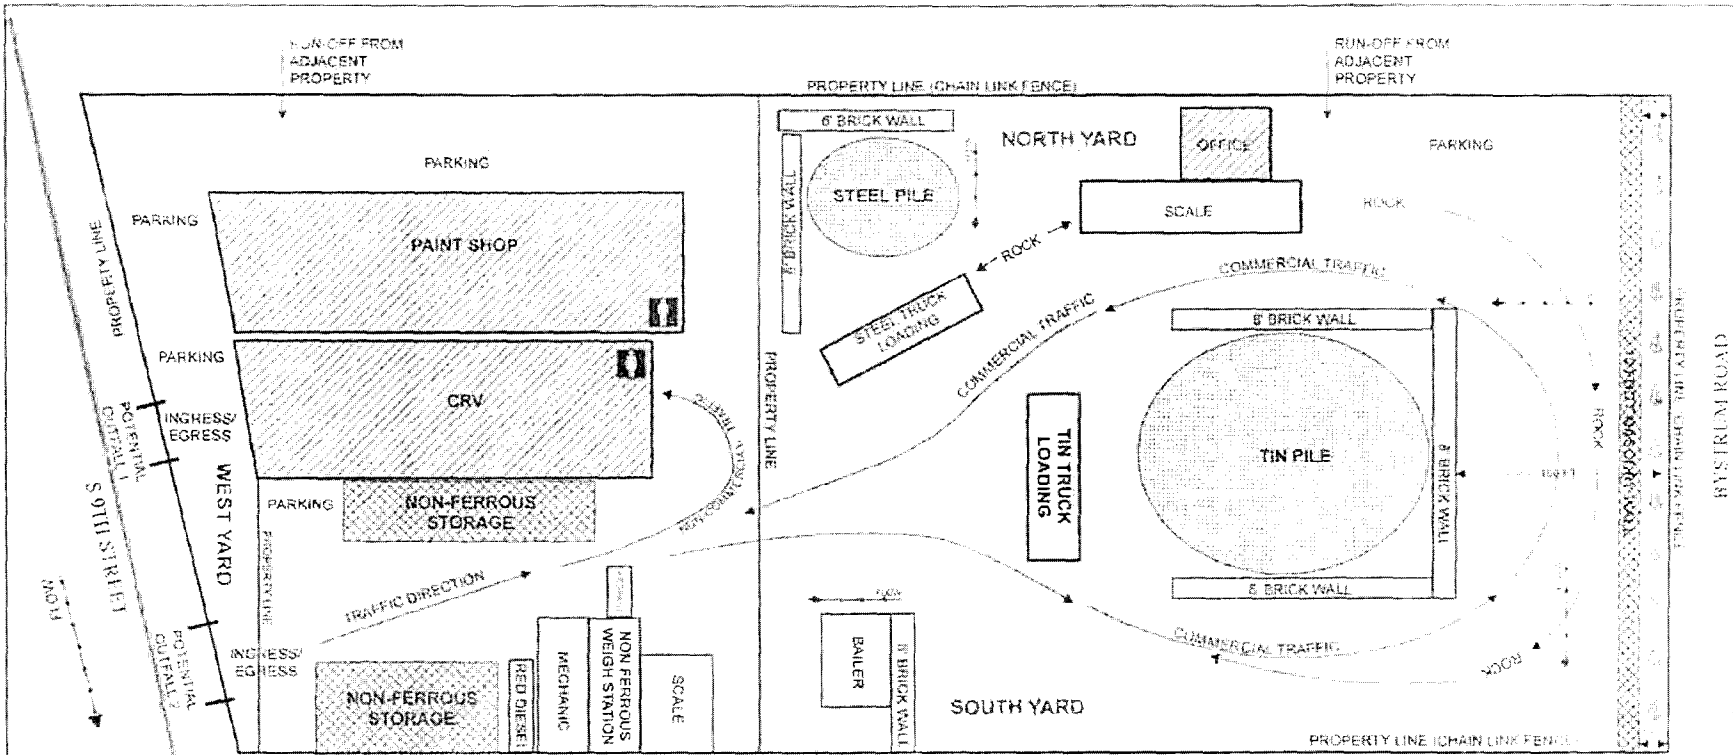 RUN-OFF FROM
ADJACENT
PROPERTY
RUN-OFF FROM
ADJACENT
PROPERTY
PROPERTY LINE (CHAIN LINK FENCE)
6' BRICK WALL
NORTH YARD
OFFICE
PARKING
PARKING
STEEL PILE
BRICK WALL
SCALE
ROCK
PARKING
PAINT SHOP
ROCK
COMMERCIAL TRAFFIC
PROPERTY LINE
STEEL TRUCK
LOADING
COMMERCIAL TRAFFIC
8' BRICK WALL
PARKING
CRV
PROPERTY LINE
TIN TRUCK
LOADING
TIN PILE
8' BRICK WALL
ROCK
BYSTRUM ROAD
POTENTIAL
OUTFALL 1
INGRESS/
EGRESS
WEST YARD
PARKING
NON-FERROUS
STORAGE
S 9TH STREET
FLOW
PROPERTY LINE
TRAFFIC DIRECTION
BRICK WALL
COMMERCIAL TRAFFIC
ROCK
POTENTIAL
OUTFALL 2
INGRESS/
EGRESS
NON-FERROUS
STORAGE
RED DIESEL
MECHANIC
NON FERROUS
WEIGH STATION
SCALE
BAILER
BRICK WALL
SOUTH YARD
PROPERTY LINE (CHAIN LINK FENCE)